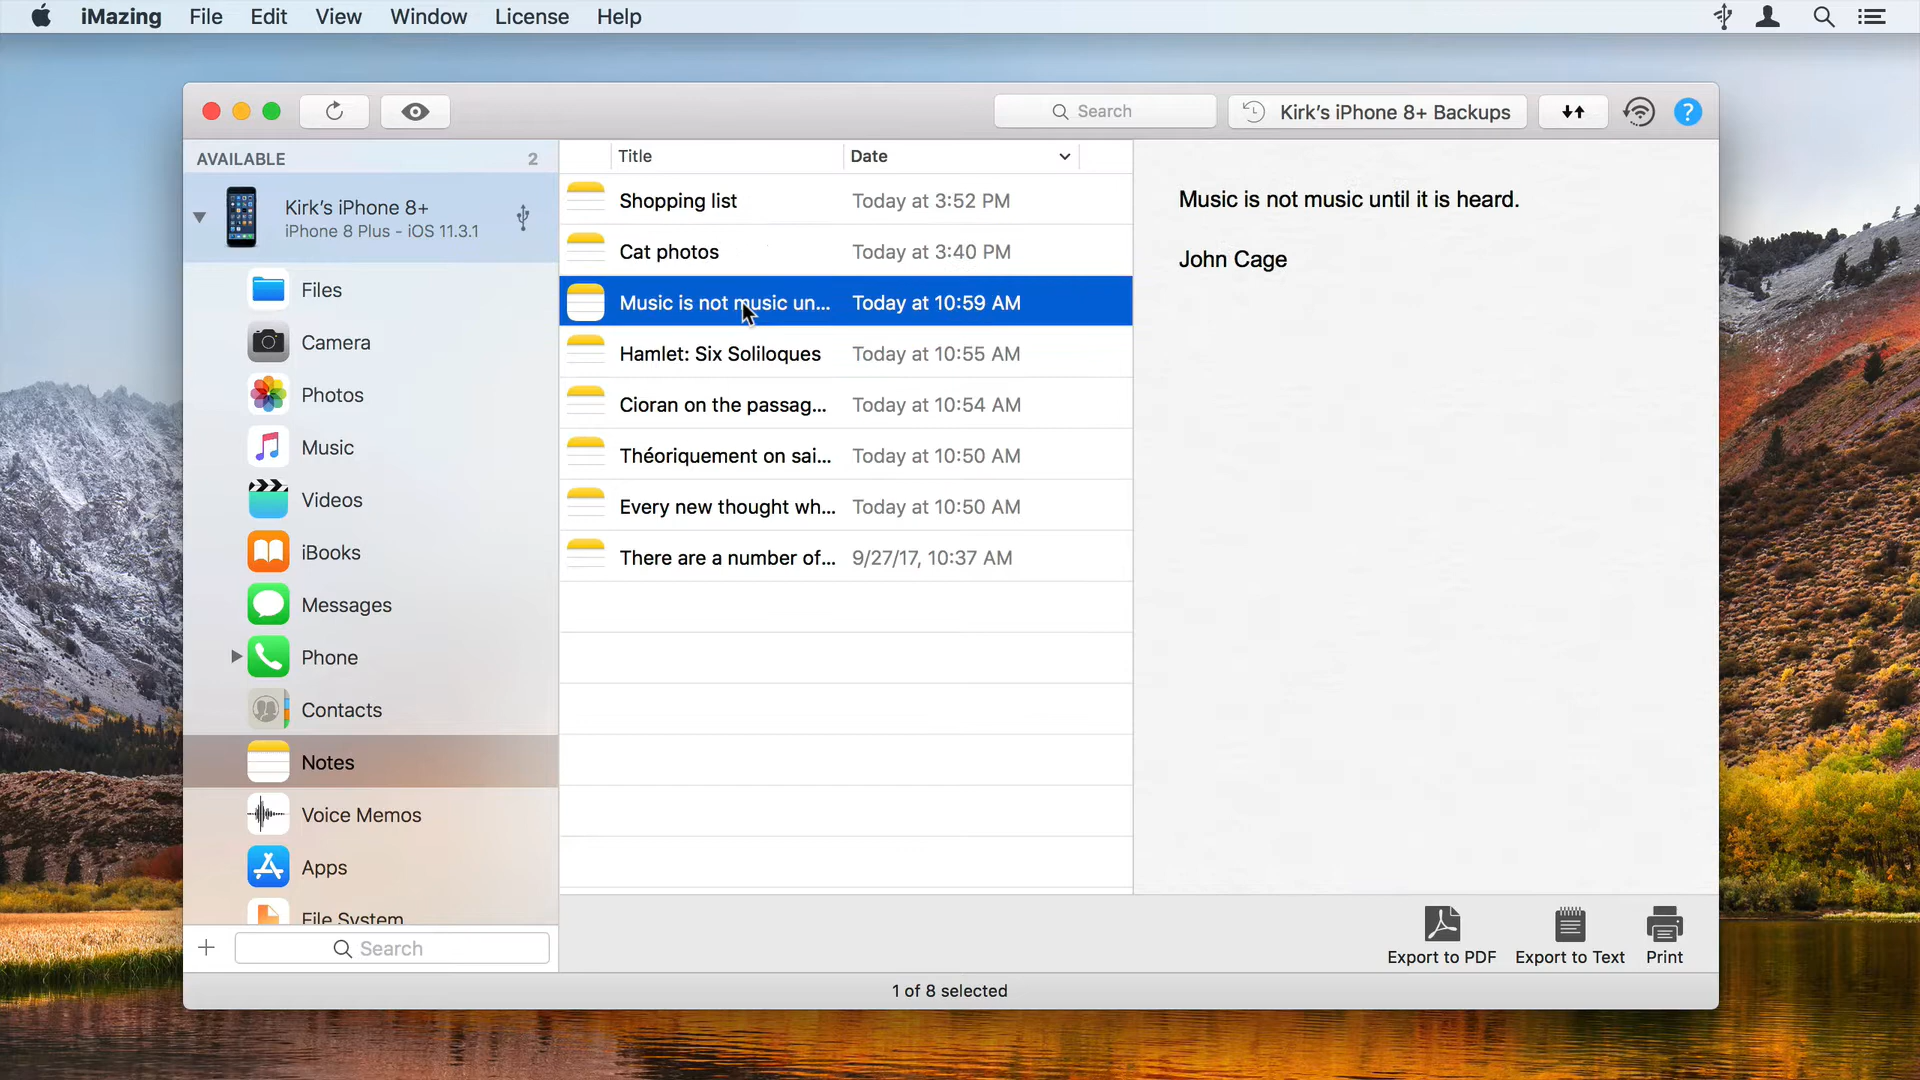 iMazing File Edit View Window License Help
Search
Kirk's iPhone 8+ Backups
?
AVAILABLE 2
Kirk's iPhone 8+
iPhone 8 Plus - iOS 11.3.1
Files
Camera
Photos
Music
Videos
iBooks
Messages
Phone
Contacts
Notes
Voice Memos
Apps
File System
Search
Title Date
Shopping list Today at 3:52 PM
Cat photos Today at 3:40 PM
Music is not music un... Today at 10:59 AM
Hamlet: Six Soliloques Today at 10:55 AM
Cioran on the passag... Today at 10:54 AM
Théoriquement on sai... Today at 10:50 AM
Every new thought wh... Today at 10:50 AM
There are a number of... 9/27/17, 10:37 AM
Music is not music until it is heard.
John Cage
Export to PDF Export to Text Print
1 of 8 selected